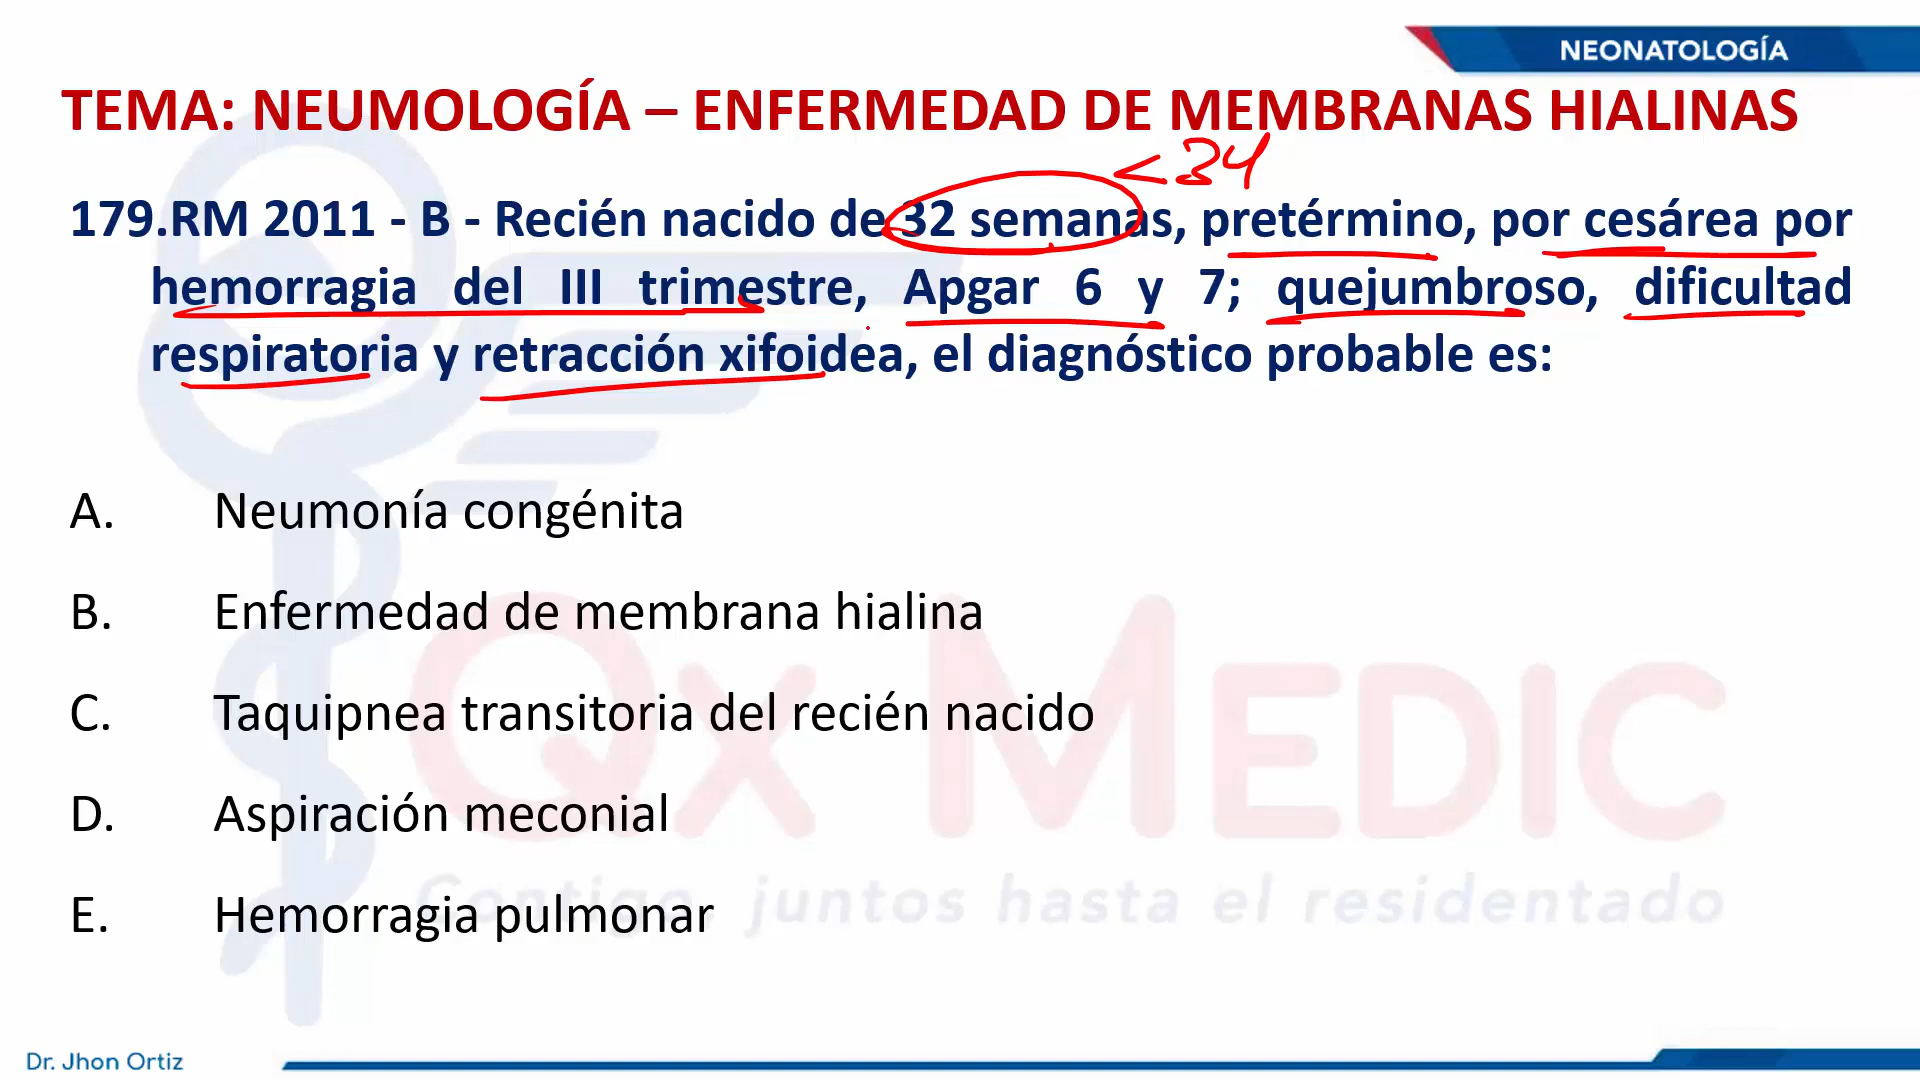 NEONATOLOGÍA
TEMA: NEUMOLOGÍA – ENFERMEDAD DE MEMBRANAS HIALINAS
<34
179.RM 2011 - B - Recién nacido de 32 semanas, pretérmino, por cesárea por
hemorragia del III trimestre, Apgar 6 y 7; quejumbroso, dificultad
respiratoria y retracción xifoidea, el diagnóstico probable es:
A. Neumonía congénita
B. Enfermedad de membrana hialina
C. Taquipnea transitoria del recién nacido
D. Aspiración meconial
E. Hemorragia pulmonar
Qx MEDIC
Contigo, juntos hasta el residentado
Dr. Jhon Ortiz